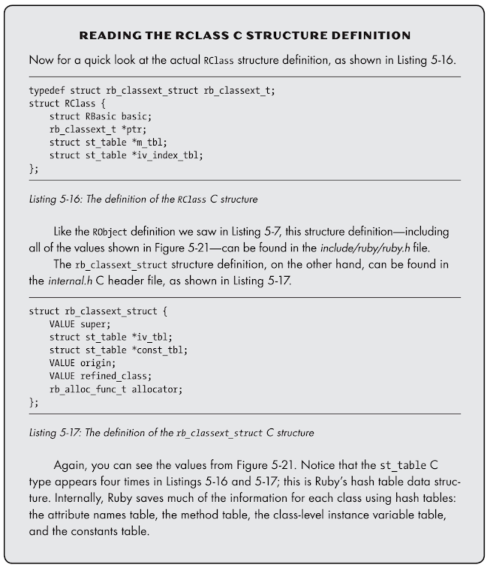 READING THE RCLASS C STRUCTURE DEFINITION
Now for a quick look at the actual RClass structure definition, as shown in Listing 5-16.
typedef struct rb_classext_struct rb_classext_t;
struct RClass {
    struct RBasic basic;
    rb_classext_t *ptr;
    struct st_table *m_tbl;
    struct st_table *iv_index_tbl;
};
Listing 5-16: The definition of the RClass C structure
Like the RObject definition we saw in Listing 5-7, this structure definition—including
all of the values shown in Figure 5-21—can be found in the include/ruby/ruby.h file.
The rb_classext_struct structure definition, on the other hand, can be found in
the internal.h C header file, as shown in Listing 5-17.
struct rb_classext_struct {
    VALUE super;
    struct st_table *iv_tbl;
    struct st_table *const_tbl;
    VALUE origin;
    VALUE refined_class;
    rb_alloc_func_t allocator;
};
Listing 5-17: The definition of the rb_classext_struct C structure
Again, you can see the values from Figure 5-21. Notice that the st_table C
type appears four times in Listings 5-16 and 5-17; this is Ruby's hash table data struc-
ture. Internally, Ruby saves much of the information for each class using hash tables:
the attribute names table, the method table, the class-level instance variable table,
and the constants table.